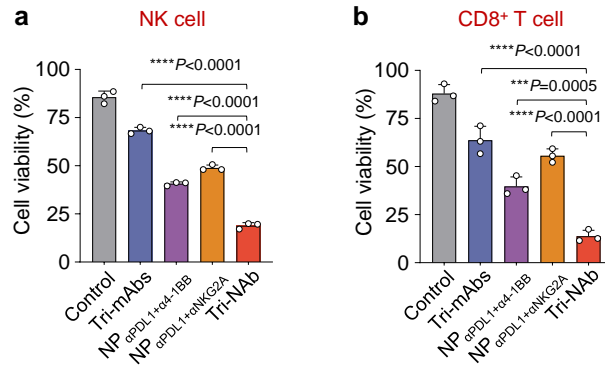 a
NK cell
Cell viability (%)
100
75
50
25
0
****P<0.0001
****P<0.0001
****P<0.0001
Control
Tri-mAbs
NP αPDL1+α4-1BB
NP αPDL1+αNKG2A
Tri-NAb
b
CD8⁺ T cell
Cell viability (%)
100
75
50
25
0
****P<0.0001
***P=0.0005
****P<0.0001
Control
Tri-mAbs
NP αPDL1+α4-1BB
NP αPDL1+αNKG2A
Tri-NAb